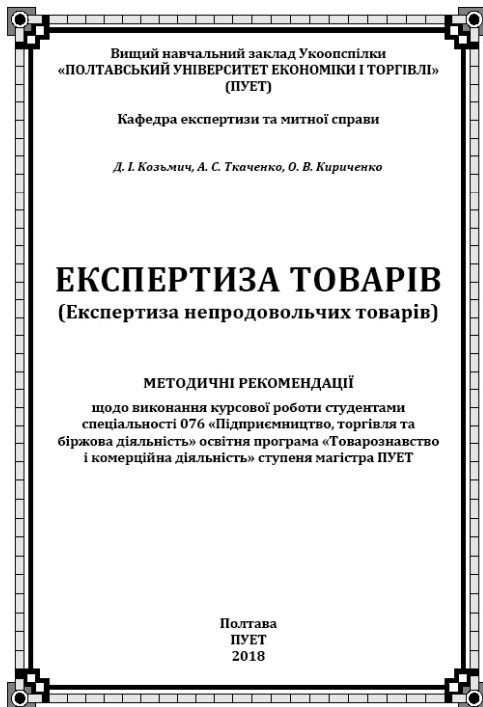 Вищий навчальний заклад Укоопспілки
«ПОЛТАВСЬКИЙ УНІВЕРСИТЕТ ЕКОНОМІКИ І ТОРГІВЛІ»
(ПУЕТ)
Кафедра експертизи та митної справи
Д. І. Козьмич, А. С. Ткаченко, О. В. Кириченко
ЕКСПЕРТИЗА ТОВАРІВ
(Експертиза непродовольчих товарів)
МЕТОДИЧНІ РЕКОМЕНДАЦІЇ
щодо виконання курсової роботи студентами
спеціальності 076 «Підприємництво, торгівля та
біржова діяльність» освітня програма «Товарознавство
і комерційна діяльність» ступеня магістра ПУЕТ
Полтава
ПУЕТ
2018